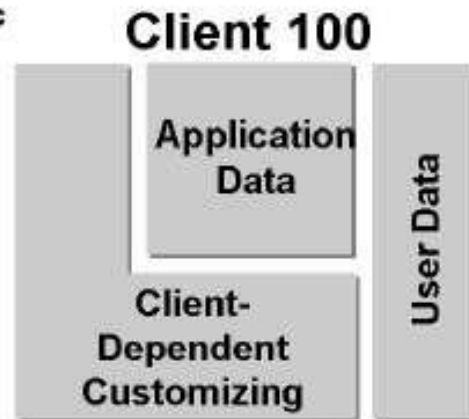 Client 100
Application
Data
User Data
Client-
Dependent
Customizing